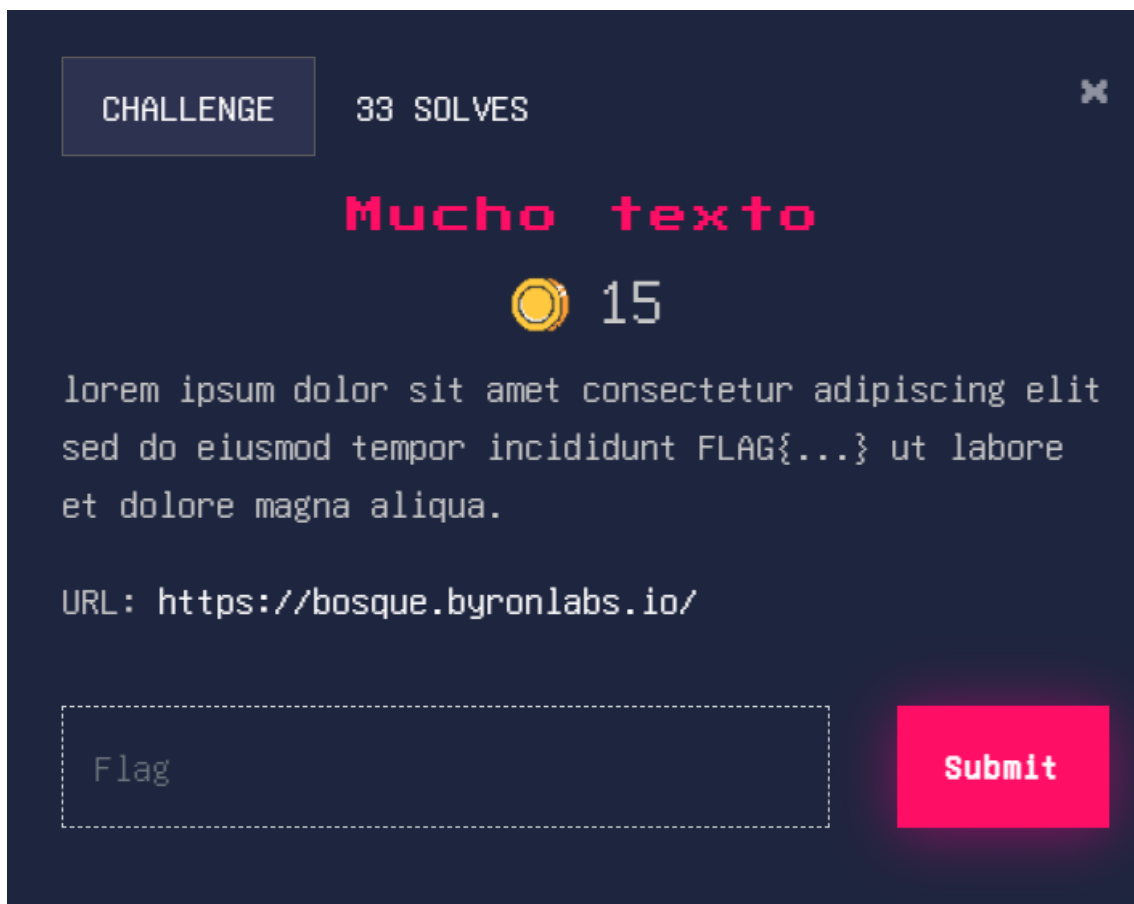 CHALLENGE 33 SOLVES
Mucho texto
15
lorem ipsum dolor sit amet consectetur adipiscing elit
sed do eiusmod tempor incididunt FLAG{...} ut labore
et dolore magna aliqua.
URL: https://bosque.byronlabs.io/
Flag
Submit